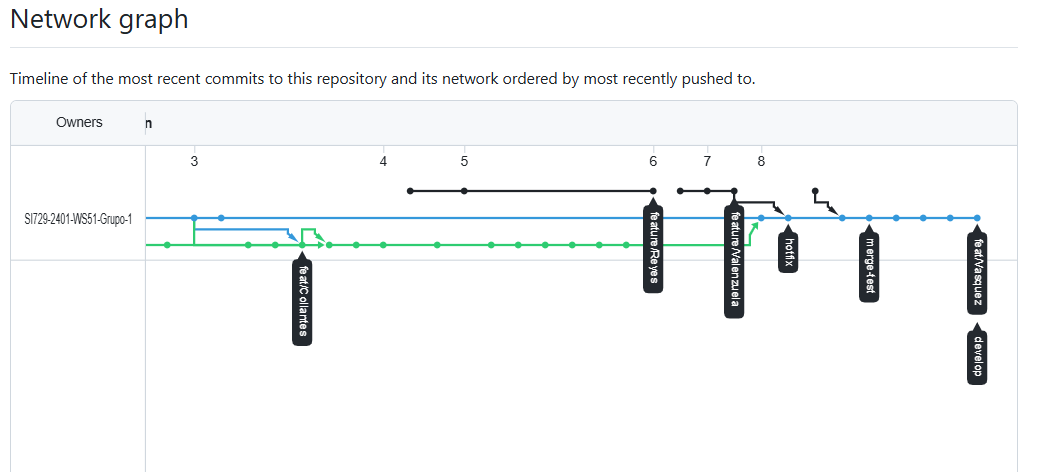 Network graph
Timeline of the most recent commits to this repository and its network ordered by most recently pushed to.
Owners
n
3 4 5 6 7 8
SI729-2401-WS51-Grupo-1
feat/Collantes
feature/Reyes
feature/Valenzuela
hotfix
merge-test
feat/Vasquez
develop